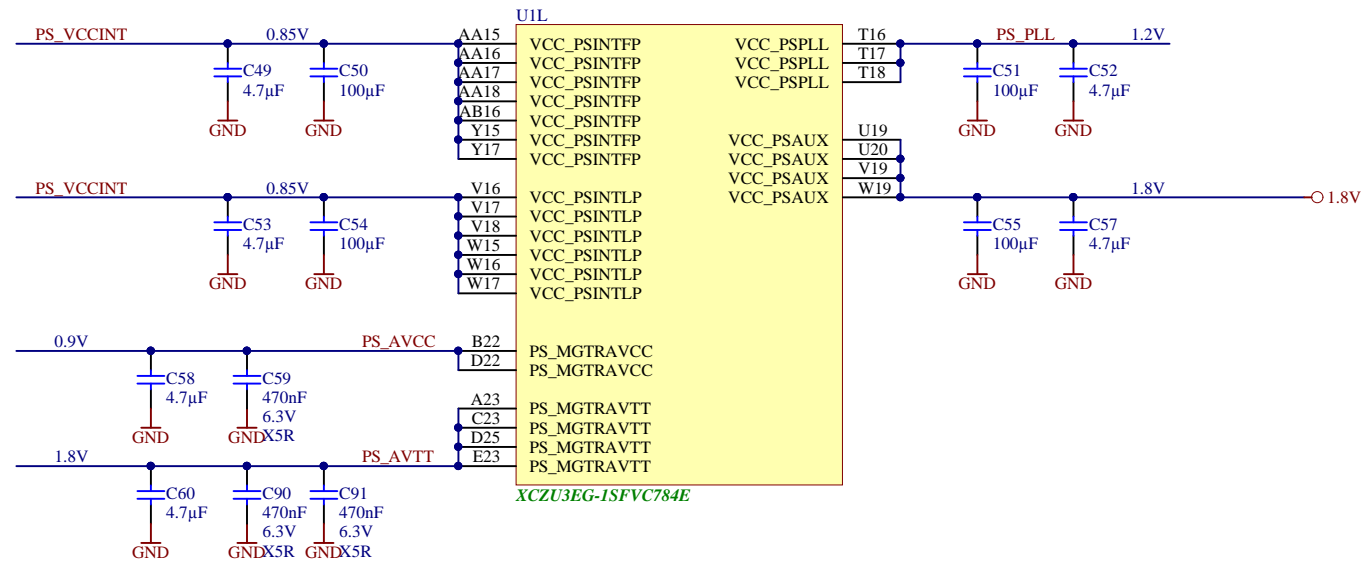 U1L
PS_VCCINT 0.85V AA15 VCC_PSINTFP VCC_PSPLL T16 PS_PLL 1.2V
AA16 VCC_PSINTFP VCC_PSPLL T17
C49 C50 AA17 VCC_PSINTFP VCC_PSPLL T18 C51 C52
4.7µF 100µF AA18 VCC_PSINTFP 100µF 4.7µF
AB16 VCC_PSINTFP
GND GND Y15 VCC_PSINTFP VCC_PSAUX U19 GND GND
Y17 VCC_PSINTFP VCC_PSAUX U20
VCC_PSAUX V19
PS_VCCINT 0.85V V16 VCC_PSINTLP VCC_PSAUX W19 1.8V 1.8V
V17 VCC_PSINTLP
C53 C54 V18 VCC_PSINTLP C55 C57
4.7µF 100µF W15 VCC_PSINTLP 100µF 4.7µF
W16 VCC_PSINTLP
GND GND W17 VCC_PSINTLP GND GND
0.9V PS_AVCC B22 PS_MGTRAVCC
D22 PS_MGTRAVCC
C58 C59
4.7µF 470nF
A23 PS_MGTRAVTT
6.3V
C23 PS_MGTRAVTT
GND GND X5R
D25 PS_MGTRAVTT
1.8V PS_AVTT E23 PS_MGTRAVTT
C60 C90 C91 XCZU3EG-1SFVC784E
4.7µF 470nF 470nF
6.3V 6.3V
GND GND X5R GND X5R